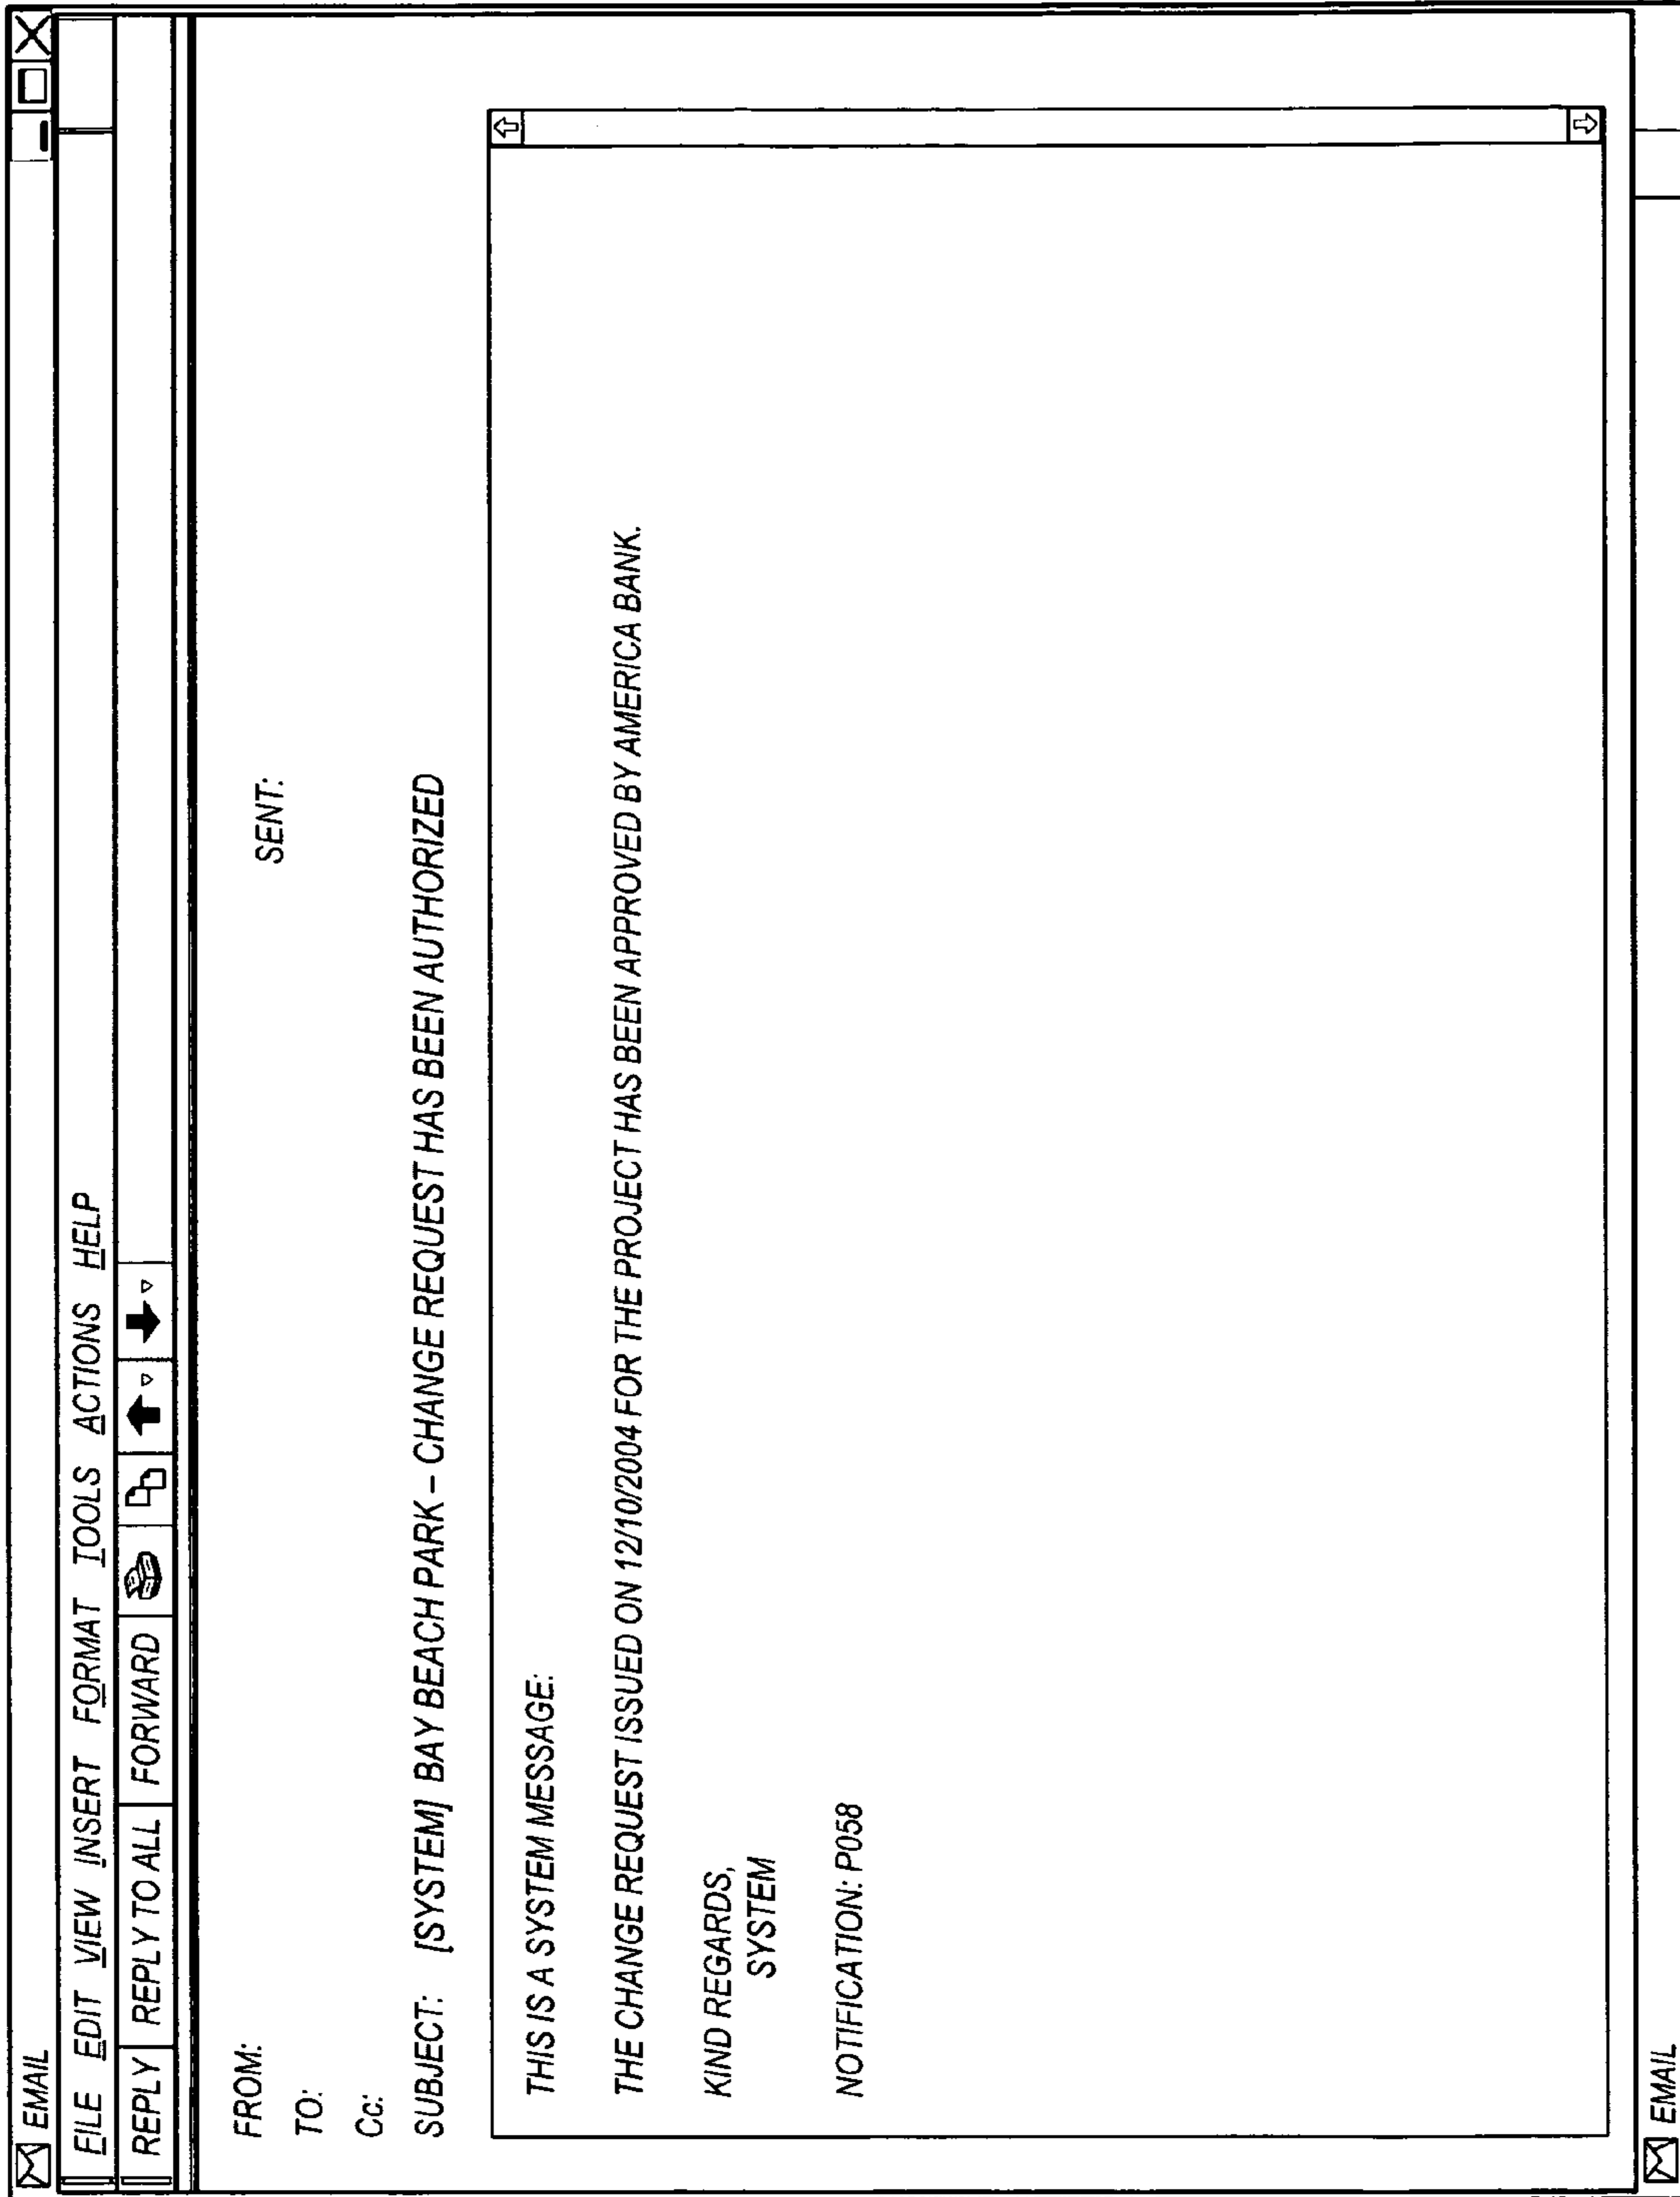 EMAIL
FILE EDIT VIEW INSERT FORMAT TOOLS ACTIONS HELP
REPLY REPLY TO ALL FORWARD
FROM:
SENT:
TO:
Cc:
SUBJECT: [SYSTEM] BAY BEACH PARK – CHANGE REQUEST HAS BEEN AUTHORIZED
THIS IS A SYSTEM MESSAGE:
THE CHANGE REQUEST ISSUED ON 12/10/2004 FOR THE PROJECT HAS BEEN APPROVED BY AMERICA BANK.
KIND REGARDS,
SYSTEM
NOTIFICATION: P058
EMAIL